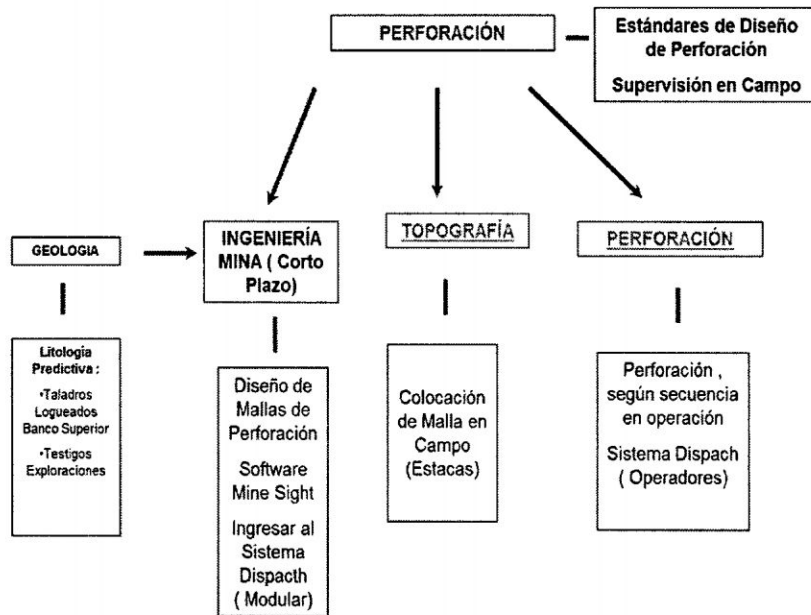 PERFORACIÓN
Estándares de Diseño
de Perforación
Supervisión en Campo
GEOLOGIA
INGENIERÍA
MINA ( Corto
Plazo)
TOPOGRAFÍA
PERFORACIÓN
Litología
Predictiva :
•Taladros
Logueados
Banco Superior
•Testigos
Exploraciones
Diseño de
Mallas de
Perforación
Software
Mine Sight
Ingresar al
Sistema
Dispacth
( Modular)
Colocación
de Malla en
Campo
(Estacas)
Perforación ,
según secuencia
en operación
Sistema Dispach
( Operadores)